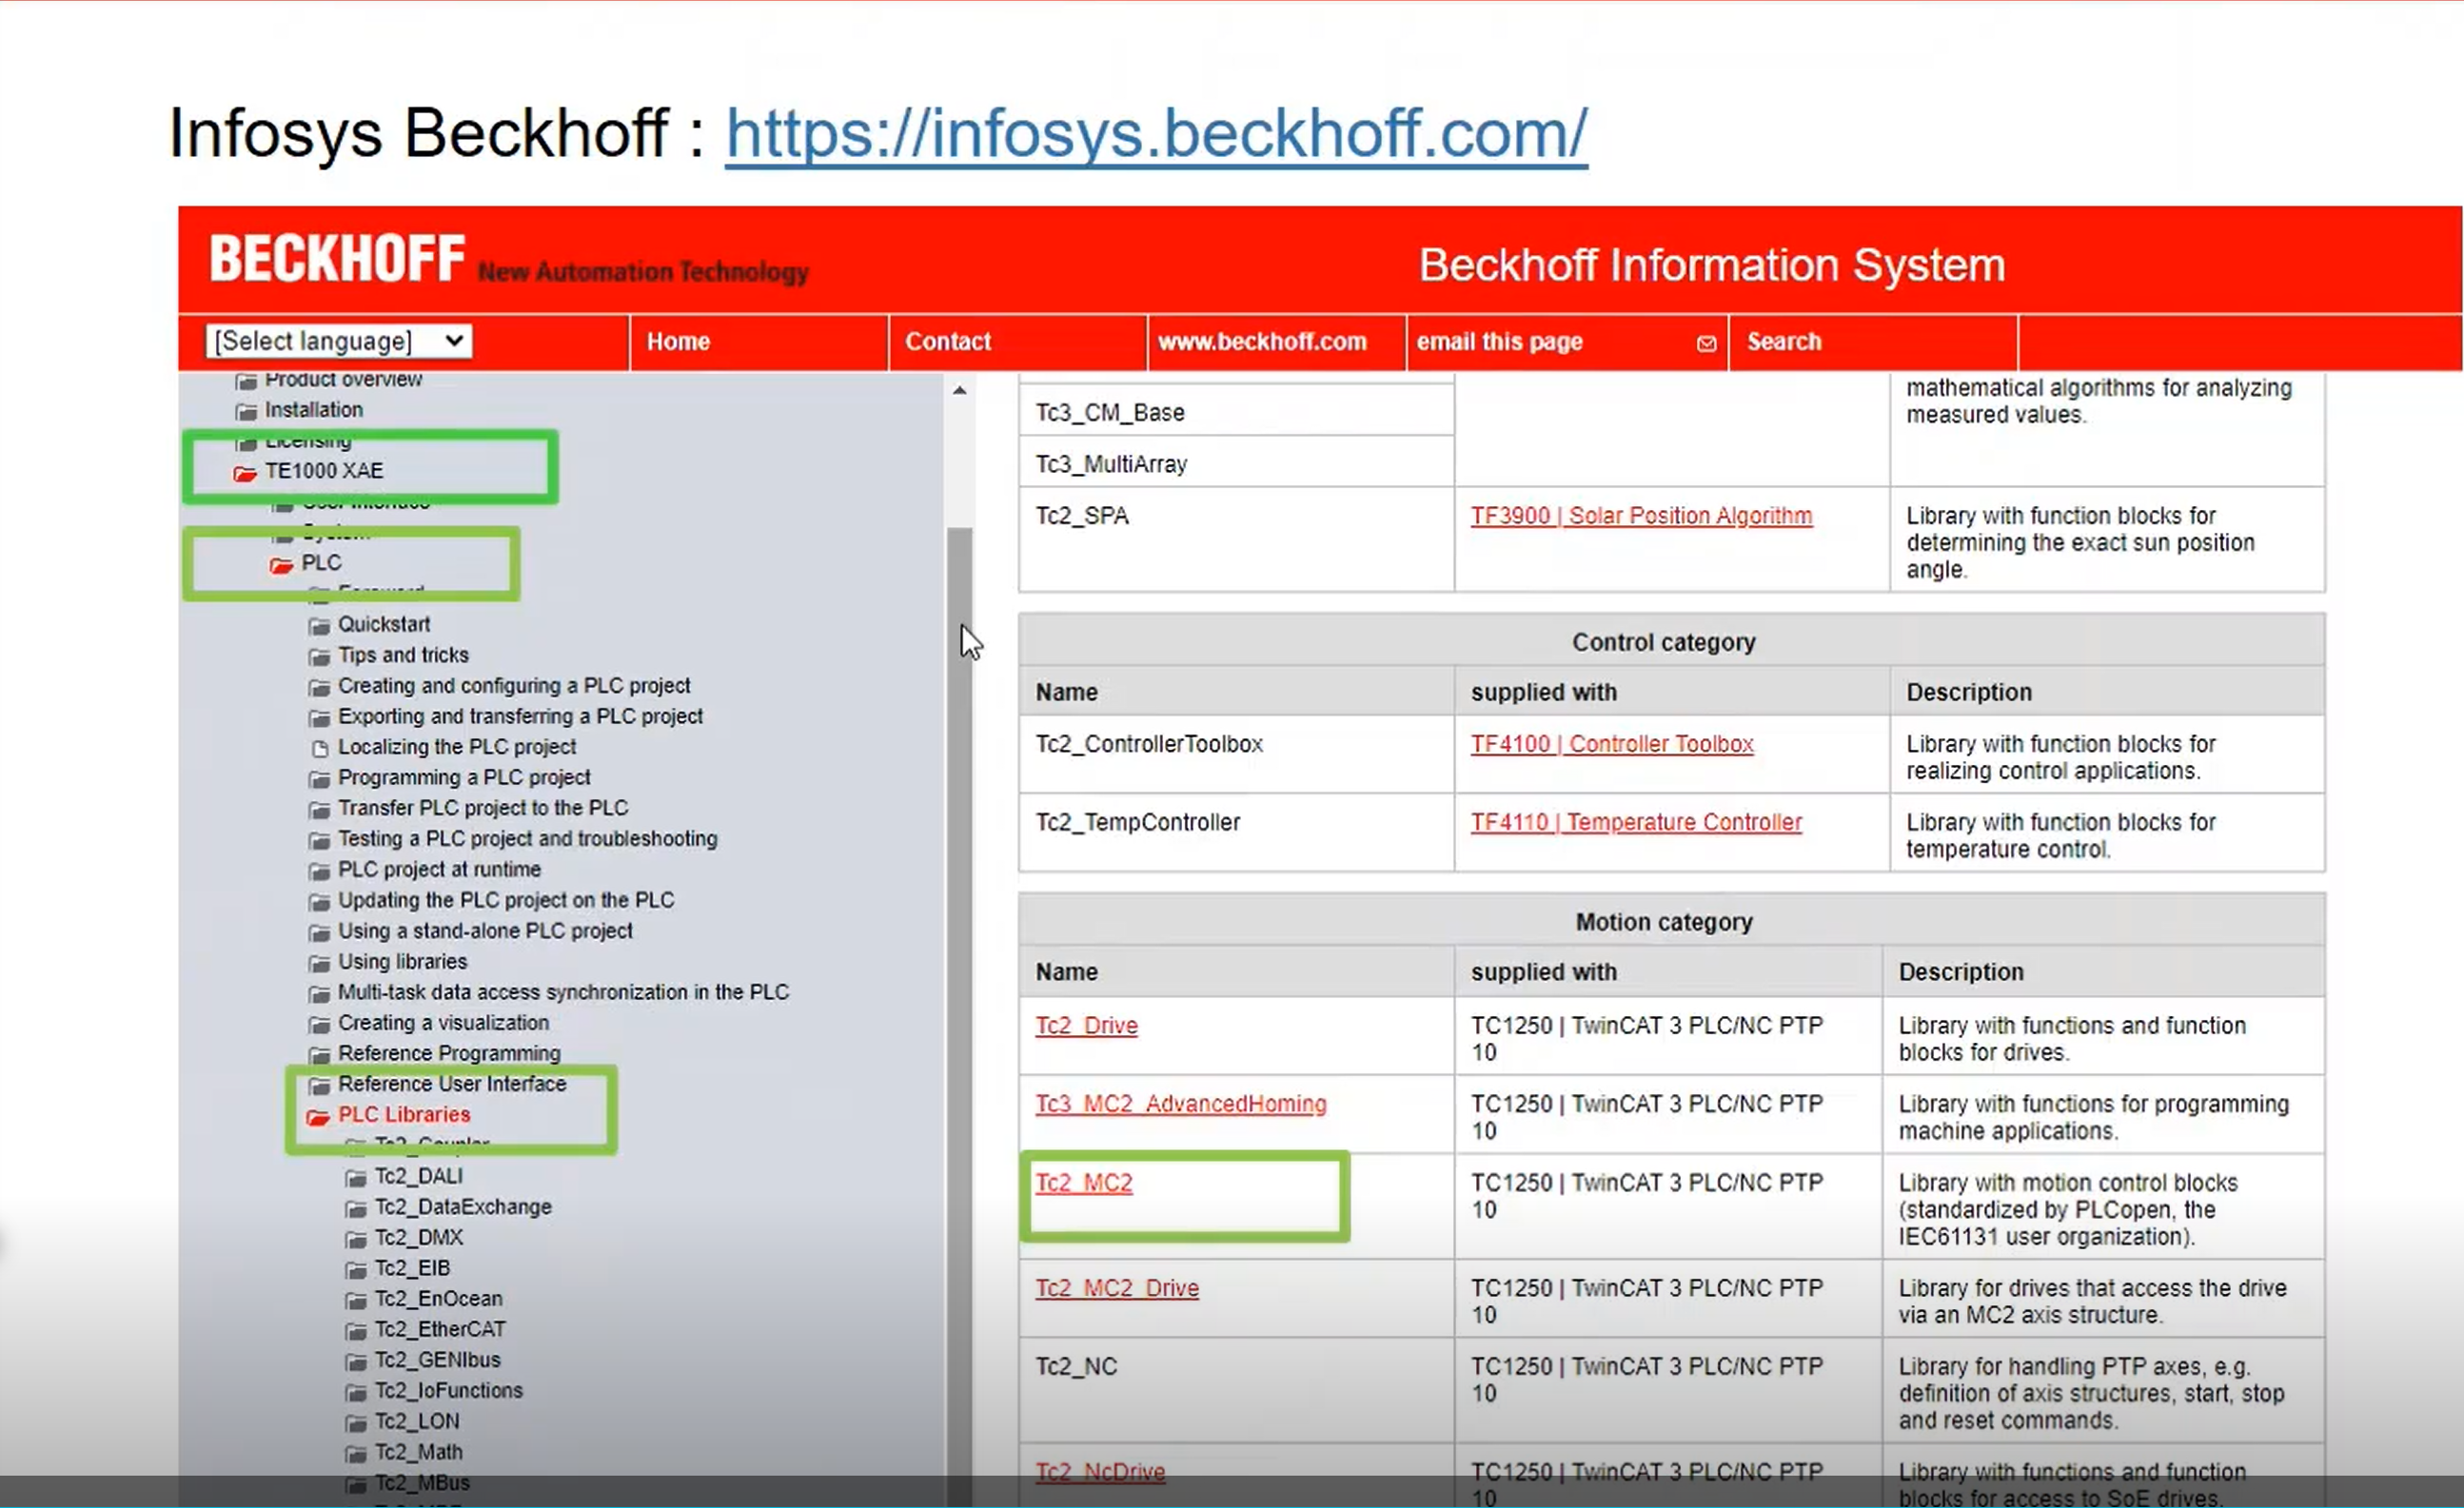 Infosys Beckhoff : https://infosys.beckhoff.com/
BECKHOFF New Automation Technology
Beckhoff Information System
[Select language]
Home
Contact
www.beckhoff.com
email this page
Search
Product overview
Installation
Licensing
TE1000 XAE
User Interface
System
PLC
Foreword
Quickstart
Tips and tricks
Creating and configuring a PLC project
Exporting and transferring a PLC project
Localizing the PLC project
Programming a PLC project
Transfer PLC project to the PLC
Testing a PLC project and troubleshooting
PLC project at runtime
Updating the PLC project on the PLC
Using a stand-alone PLC project
Using libraries
Multi-task data access synchronization in the PLC
Creating a visualization
Reference Programming
Reference User Interface
PLC Libraries
Tc2_Coupler
Tc2_DALI
Tc2_DataExchange
Tc2_DMX
Tc2_EIB
Tc2_EnOcean
Tc2_EtherCAT
Tc2_GENIbus
Tc2_IoFunctions
Tc2_LON
Tc2_Math
Tc2_MBus
mathematical algorithms for analyzing
measured values.
Tc3_CM_Base
Tc3_MultiArray
Tc2_SPA
TF3900 | Solar Position Algorithm
Library with function blocks for
determining the exact sun position
angle.
Control category
Name
supplied with
Description
Tc2_ControllerToolbox
TF4100 | Controller Toolbox
Library with function blocks for
realizing control applications.
Tc2_TempController
TF4110 | Temperature Controller
Library with function blocks for
temperature control.
Motion category
Name
supplied with
Description
Tc2_Drive
TC1250 | TwinCAT 3 PLC/NC PTP
10
Library with functions and function
blocks for drives.
Tc3_MC2_AdvancedHoming
TC1250 | TwinCAT 3 PLC/NC PTP
10
Library with functions for programming
machine applications.
Tc2_MC2
TC1250 | TwinCAT 3 PLC/NC PTP
10
Library with motion control blocks
(standardized by PLCopen, the
IEC61131 user organization).
Tc2_MC2_Drive
TC1250 | TwinCAT 3 PLC/NC PTP
10
Library for drives that access the drive
via an MC2 axis structure.
Tc2_NC
TC1250 | TwinCAT 3 PLC/NC PTP
10
Library for handling PTP axes, e.g.
definition of axis structures, start, stop
and reset commands.
Tc2_NcDrive
TC1250 | TwinCAT 3 PLC/NC PTP
10
Library with functions and function
blocks for access to SoE drives.